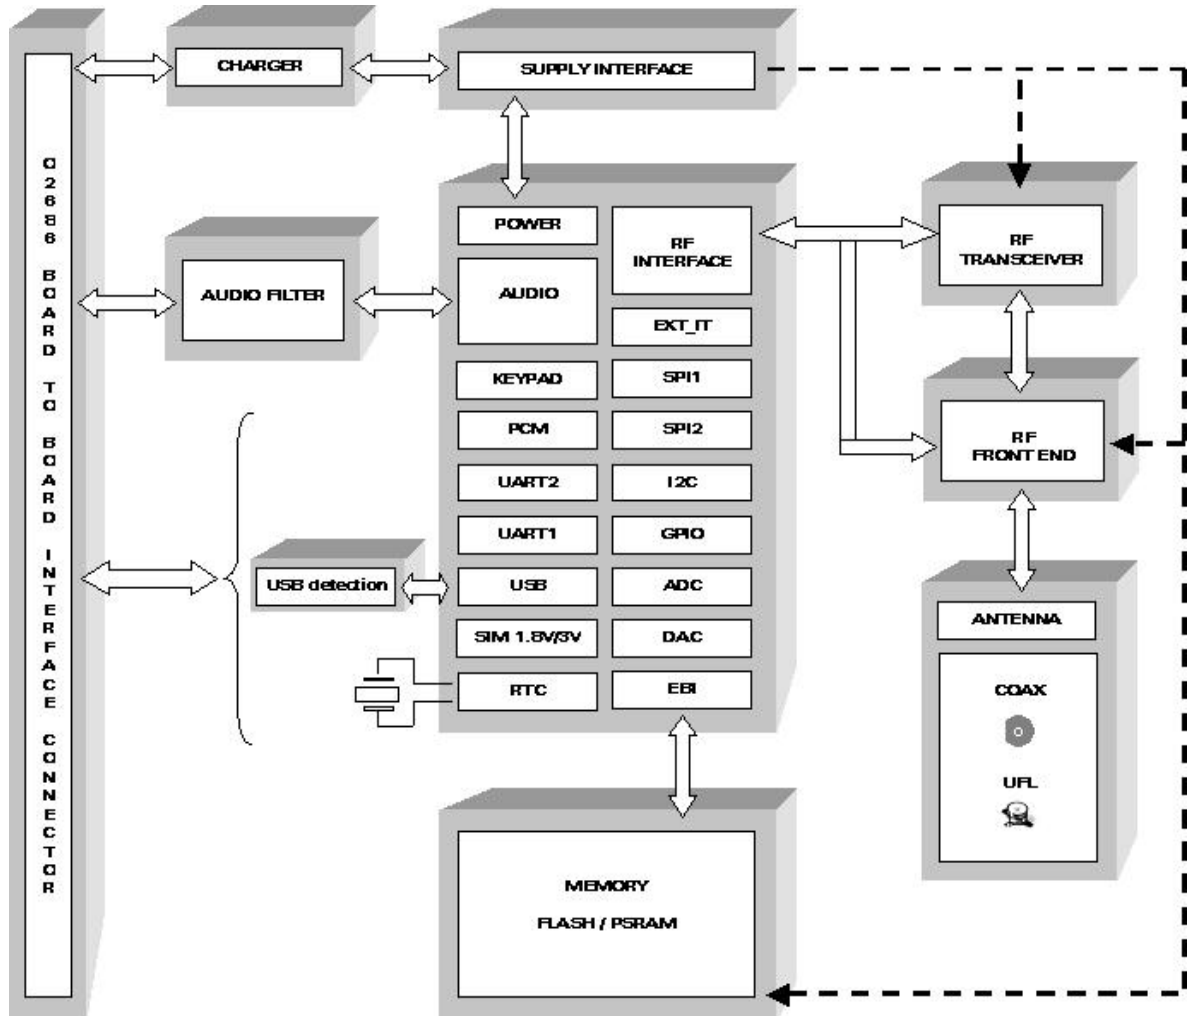 Q2686 BOARD TO BOARD INTERFACE CONNECTOR
CHARGER
SUPPLY INTERFACE
AUDIO FILTER
POWER
AUDIO
KEYPAD
PCM
UART2
UART1
USB
SIM 1.8V/3V
RTC
RF
INTERFACE
EXT_IT
SPI1
SPI2
I2C
GPIO
ADC
DAC
EBI
USB detection
RF
TRANSCEIVER
RF
FRONT END
ANTENNA
COAX
UFL
MEMORY
FLASH / PSRAM